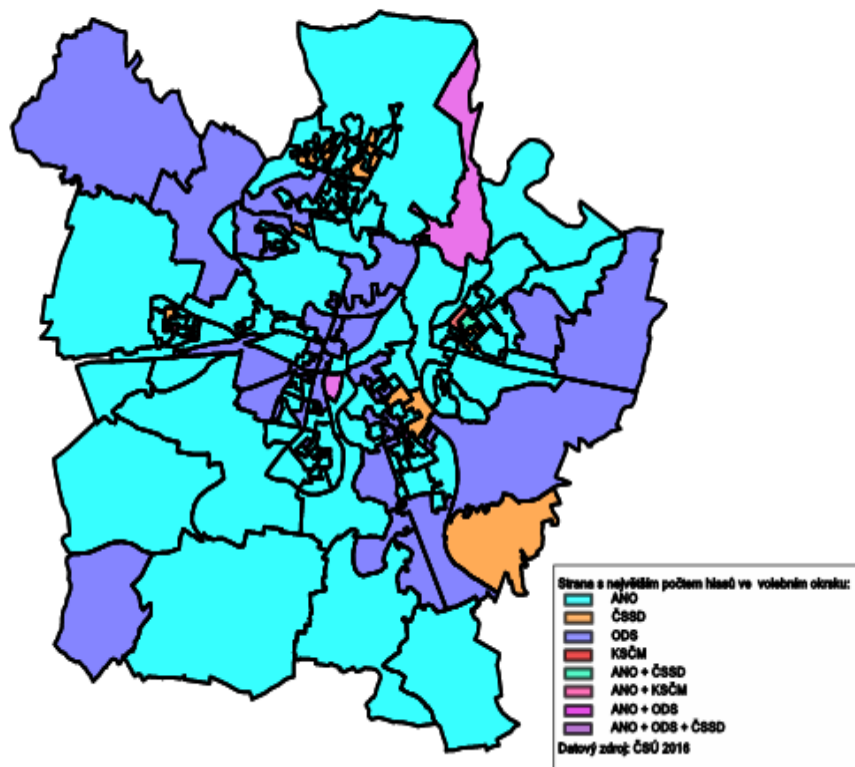 Strana s největším počtem hlasů ve volebním okrsku:
ANO
ČSSD
ODS
KSČM
ANO + ČSSD
ANO + KSČM
ANO + ODS
ANO + ODS + ČSSD
Datový zdroj: ČSÚ 2016